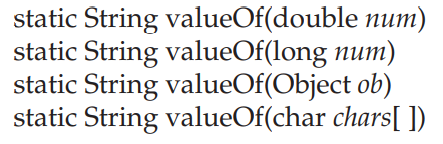 static String valueOf(double num)
static String valueOf(long num)
static String valueOf(Object ob)
static String valueOf(char chars[ ])